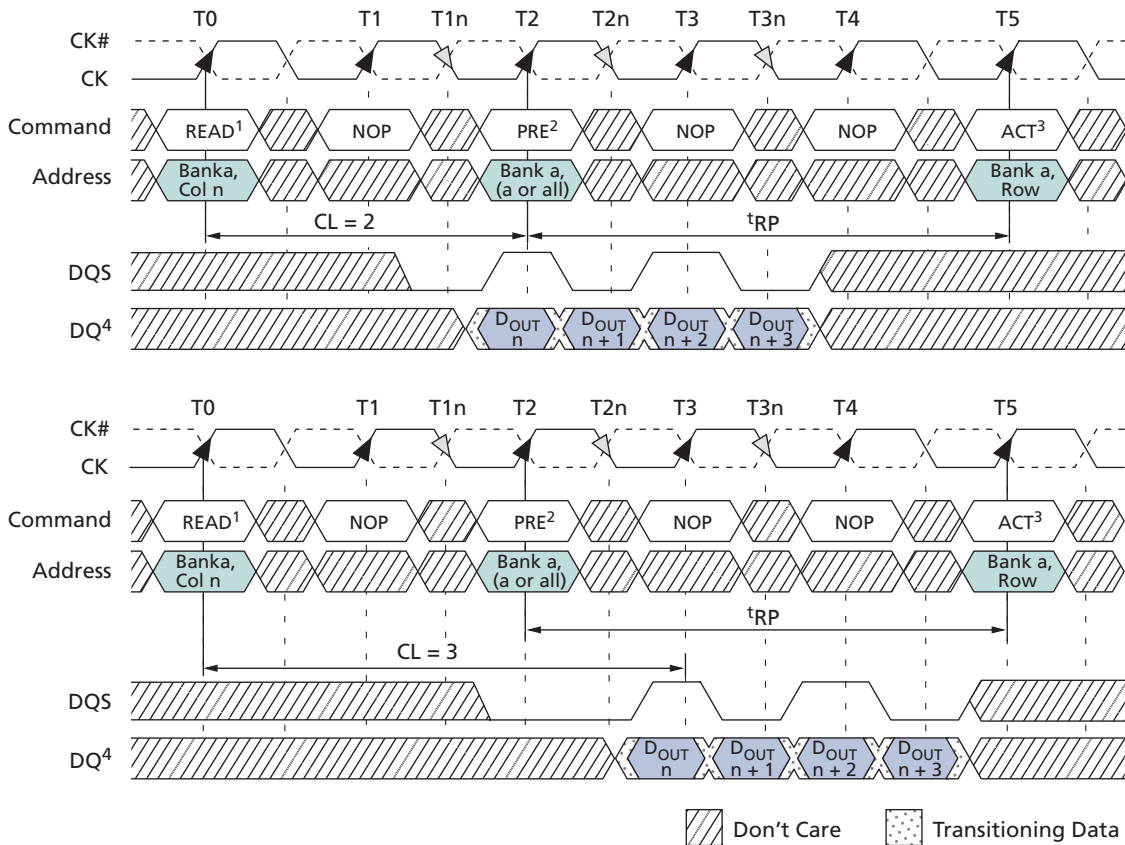 T0 T1 T1n T2 T2n T3 T3n T4 T5
CK#
CK
Command READ¹ NOP PRE² NOP NOP ACT³
Address Banka, Col n Bank a, (a or all) Bank a, Row
CL = 2 ᵗRP
DQS
DQ⁴ DOUT n DOUT n + 1 DOUT n + 2 DOUT n + 3
T0 T1 T1n T2 T2n T3 T3n T4 T5
CK#
CK
Command READ¹ NOP PRE² NOP NOP ACT³
Address Banka, Col n Bank a, (a or all) Bank a, Row
ᵗRP
CL = 3
DQS
DQ⁴ DOUT n DOUT n + 1 DOUT n + 2 DOUT n + 3
Don't Care Transitioning Data